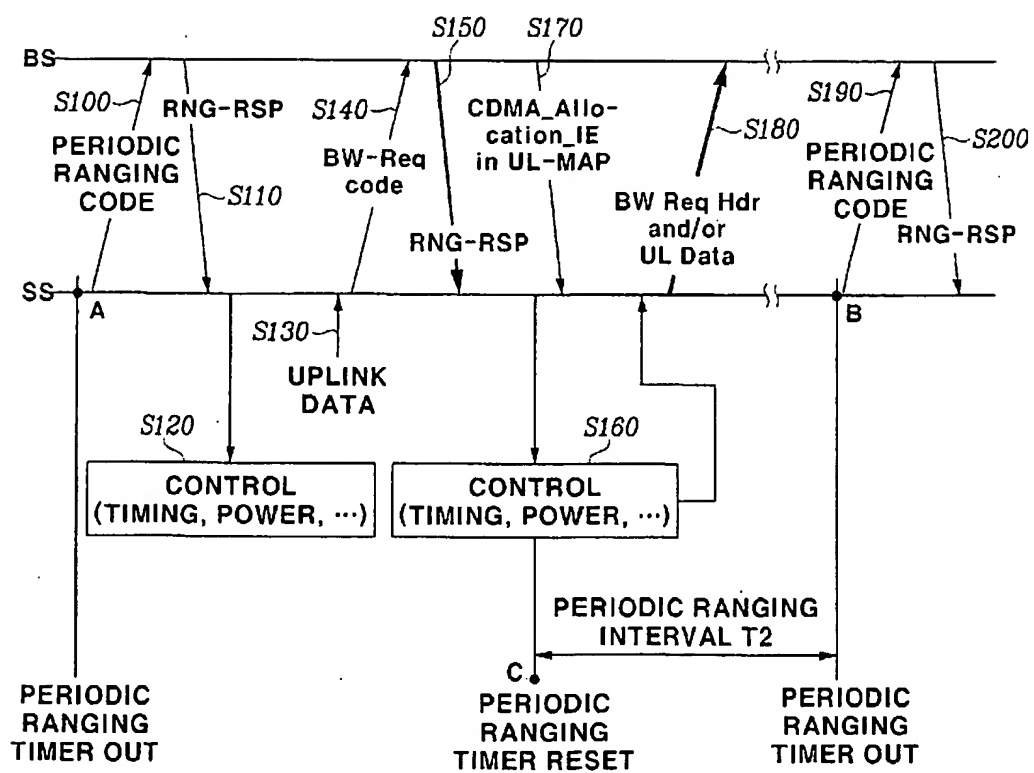 S150
S170
BS
S100
RNG-RSP
S140
CDMA_Allo-
cation_IE
in UL-MAP
S180
S190
S200
PERIODIC
RANGING
CODE
S110
BW-Req
code
RNG-RSP
BW Req Hdr
and/or
UL Data
PERIODIC
RANGING
CODE
RNG-RSP
SS
A
B
S130
UPLINK
DATA
S120
S160
CONTROL
(TIMING, POWER, ···)
CONTROL
(TIMING, POWER, ···)
PERIODIC RANGING
INTERVAL T2
C
PERIODIC
RANGING
TIMER OUT
PERIODIC
RANGING
TIMER RESET
PERIODIC
RANGING
TIMER OUT